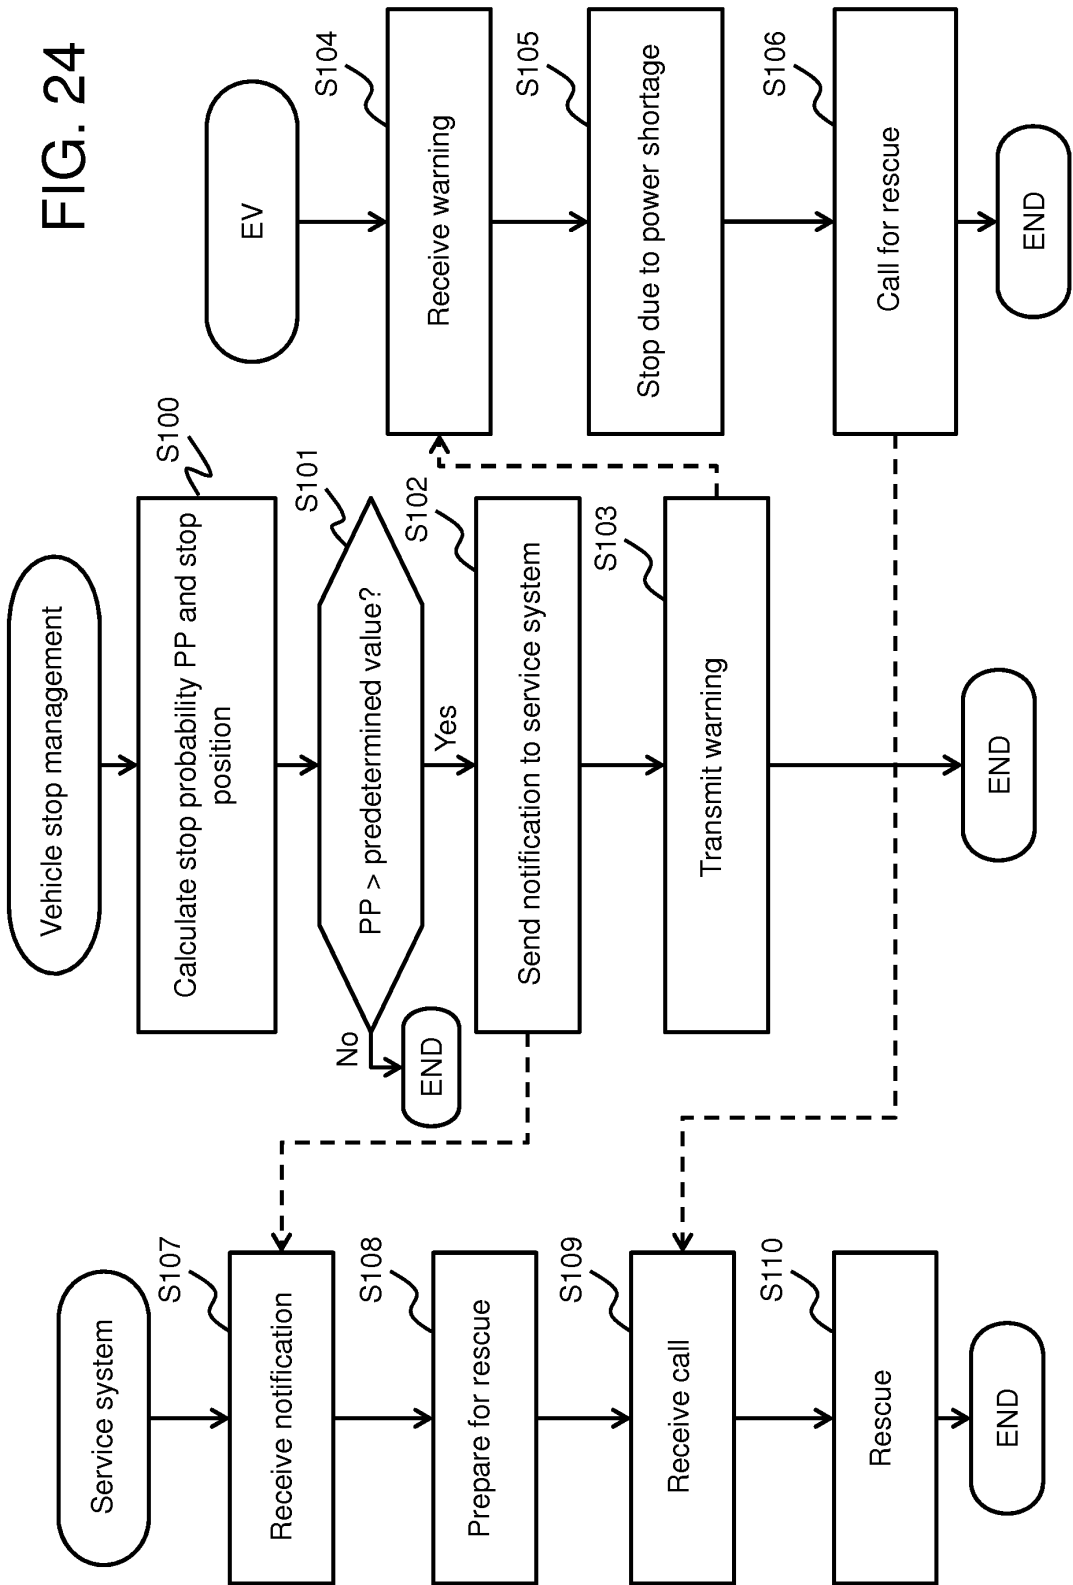 FIG. 24
Service system
S107
Receive notification
S108
Prepare for rescue
S109
Receive call
S110
Rescue
END
Vehicle stop management
S100
Calculate stop probability PP and stop
position
S101
PP > predetermined value?
No
END
Yes
S102
Send notification to service system
S103
Transmit warning
END
EV
S104
Receive warning
S105
Stop due to power shortage
S106
Call for rescue
END